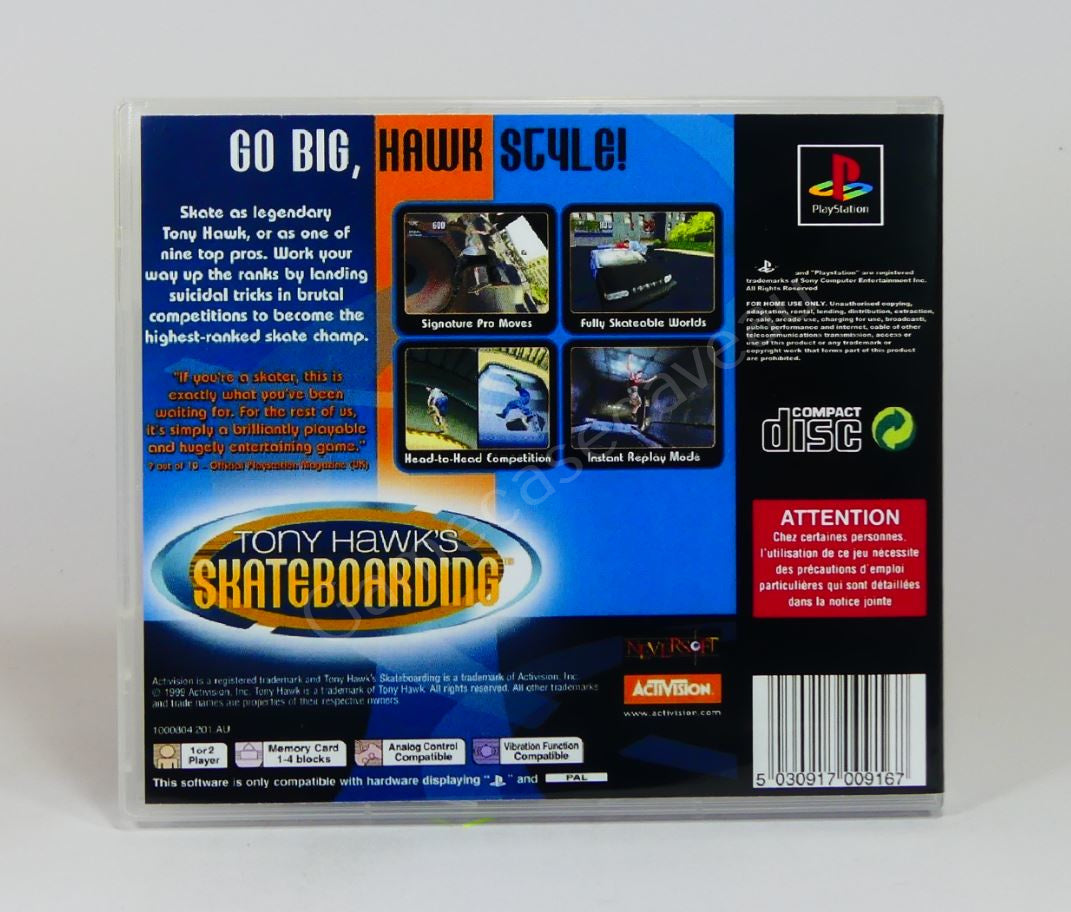 GO BIG, HAWK STYLE!
Skate as legendary
Tony Hawk, or as one of
nine top pros. Work your
way up the ranks by landing
suicidal tricks in brutal
competitions to become the
highest-ranked skate champ.
"If you're a skater, this is
exactly what you've been
waiting for. For the rest of us,
it's simply a brilliantly playable
and hugely entertaining game."
9 out of 10 - Official Playstation Magazine (UK)
600
Signature Pro Moves
Fully Skateable Worlds
Head-to-Head Competition
Instant Replay Mode
TONY HAWK'S
SKATEBOARDING™
NEVERSOFT
ACTIVISION.
www.activision.com
Activision is a registered trademark and Tony Hawk's Skateboarding is a trademark of Activision, Inc.
© 1999 Activision, Inc. Tony Hawk is a trademark of Tony Hawk. All rights reserved. All other trademarks
and trade names are properties of their respective owners.
1000804.201.AU
1 or 2
Player
Memory Card
1-4 blocks
Analog Control
Compatible
Vibration Function
Compatible
This software is only compatible with hardware displaying " " and PAL
PlayStation
and "Playstation" are registered
trademarks of Sony Computer Entertainment Inc.
All Rights Reserved
FOR HOME USE ONLY. Unauthorised copying,
adaptation, rental, lending, distribution, extraction,
re-sale, arcade use, charging for use, broadcast,
public performance and internet, cable of other
telecommunications transmission, access or
use of this product or any trademark or
copyright work that forms part of this product
are prohibited.
COMPACT
disc
ATTENTION
Chez certaines personnes,
l'utilisation de ce jeu nécessite
des précautions d'emploi
particulières qui sont détaillées
dans la notice jointe
5 030917 009167